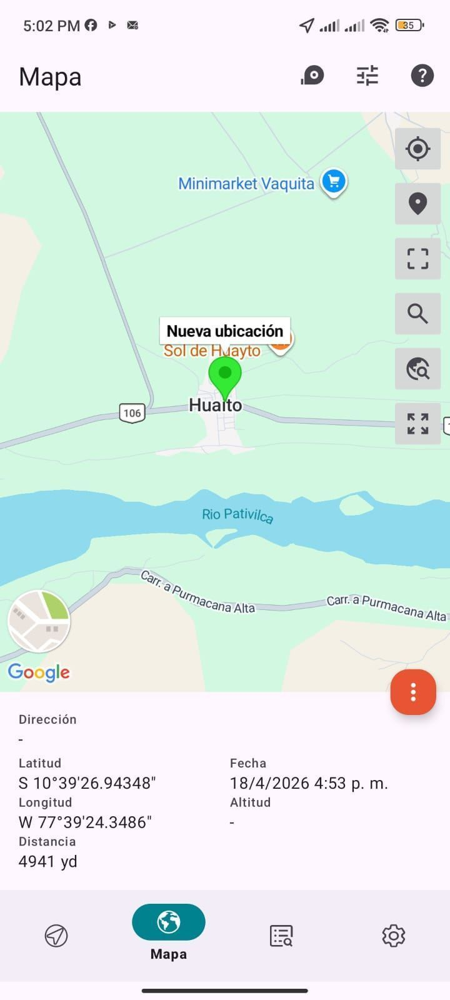 5:02 PM
35
Mapa
Minimarket Vaquita
Nueva ubicación
Sol de Huayto
Huaito
106
Rio Pativilca
Carr. a Purmacana Alta
Carr. a Purmacana Alta
Google
Dirección
-
Latitud
Fecha
S 10°39'26.94348"
18/4/2026 4:53 p. m.
Longitud
Altitud
W 77°39'24.3486"
-
Distancia
4941 yd
Mapa